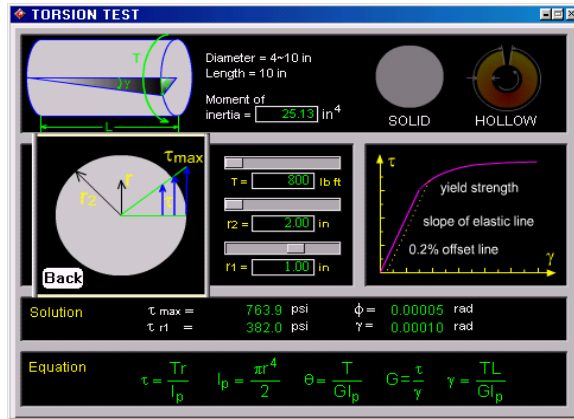 TORSION TEST
T
γ
L
Diameter = 4~10 in
Length = 10 in
Moment of
inertia = 25.13 in⁴
SOLID
HOLLOW
τmax
r
r2
τ
Back
T = 800 lb ft
r2 = 2.00 in
r1 = 1.00 in
τ
yield strength
slope of elastic line
0.2% offset line
γ
Solution
τ max = 763.9 psi ϕ = 0.00005 rad
τ r1 = 382.0 psi γ = 0.00010 rad
Equation
τ = Tr/Ip Ip = πr⁴/2 θ = T/GIp G = τ/γ γ = TL/GIp